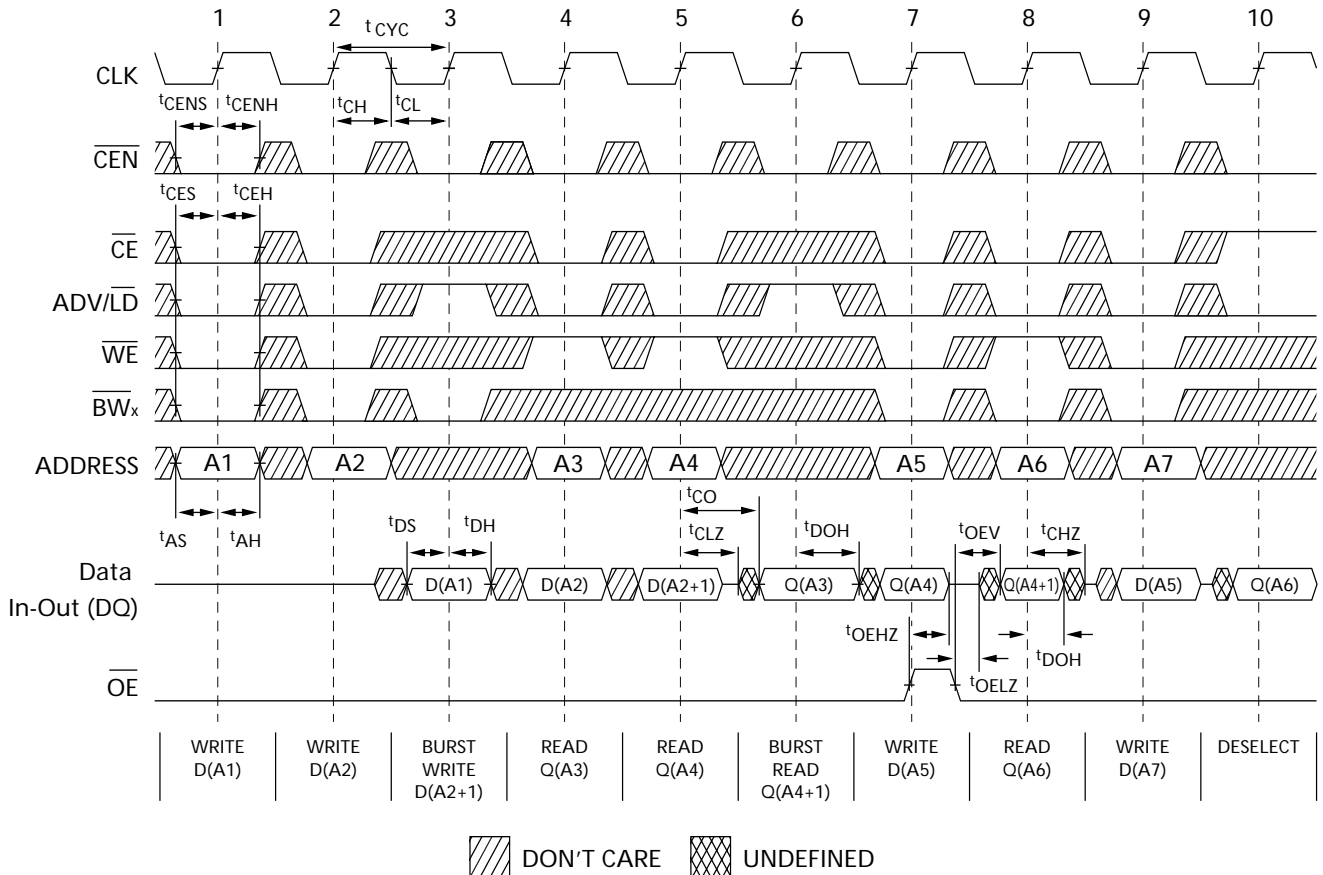 1 2 3 4 5 6 7 8 9 10
tCYC
CLK
tCENS tCENH tCH tCL
CEN
tCES tCEH
CE
ADV/LD
WE
BWx
ADDRESS A1 A2 A3 A4 A5 A6 A7
tCO
tAS tAH tDS tDH tCLZ tDOH tOEV tCHZ
Data
In-Out (DQ)
D(A1) D(A2) D(A2+1) Q(A3) Q(A4) Q(A4+1) D(A5) Q(A6)
tOEHZ tDOH
tOELZ
OE
WRITE
D(A1)
WRITE
D(A2)
BURST
WRITE
D(A2+1)
READ
Q(A3)
READ
Q(A4)
BURST
READ
Q(A4+1)
WRITE
D(A5)
READ
Q(A6)
WRITE
D(A7)
DESELECT
DON'T CARE UNDEFINED